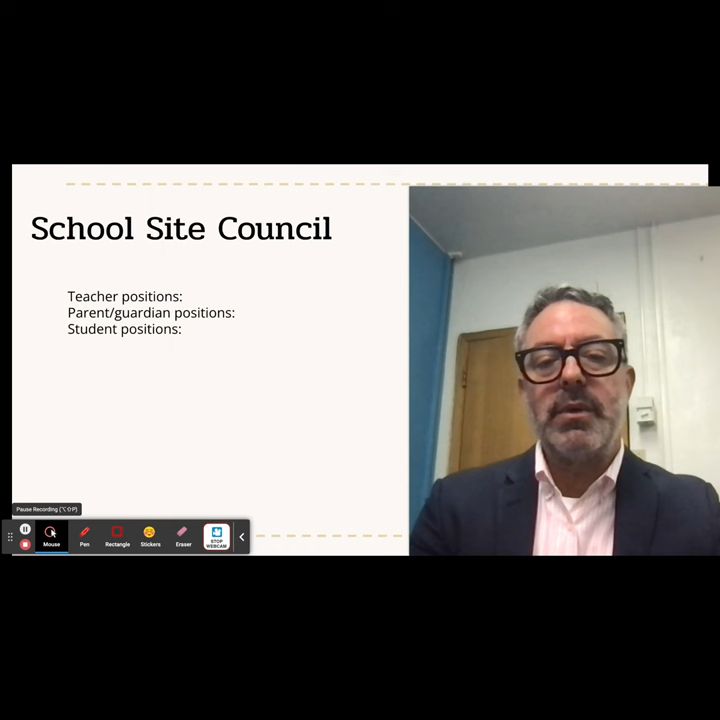 School Site Council
Teacher positions:
Parent/guardian positions:
Student positions:
Pause Recording (⌥⇧P)
Mouse
Pen
Rectangle
Stickers
Eraser
STOP
WEBCAM